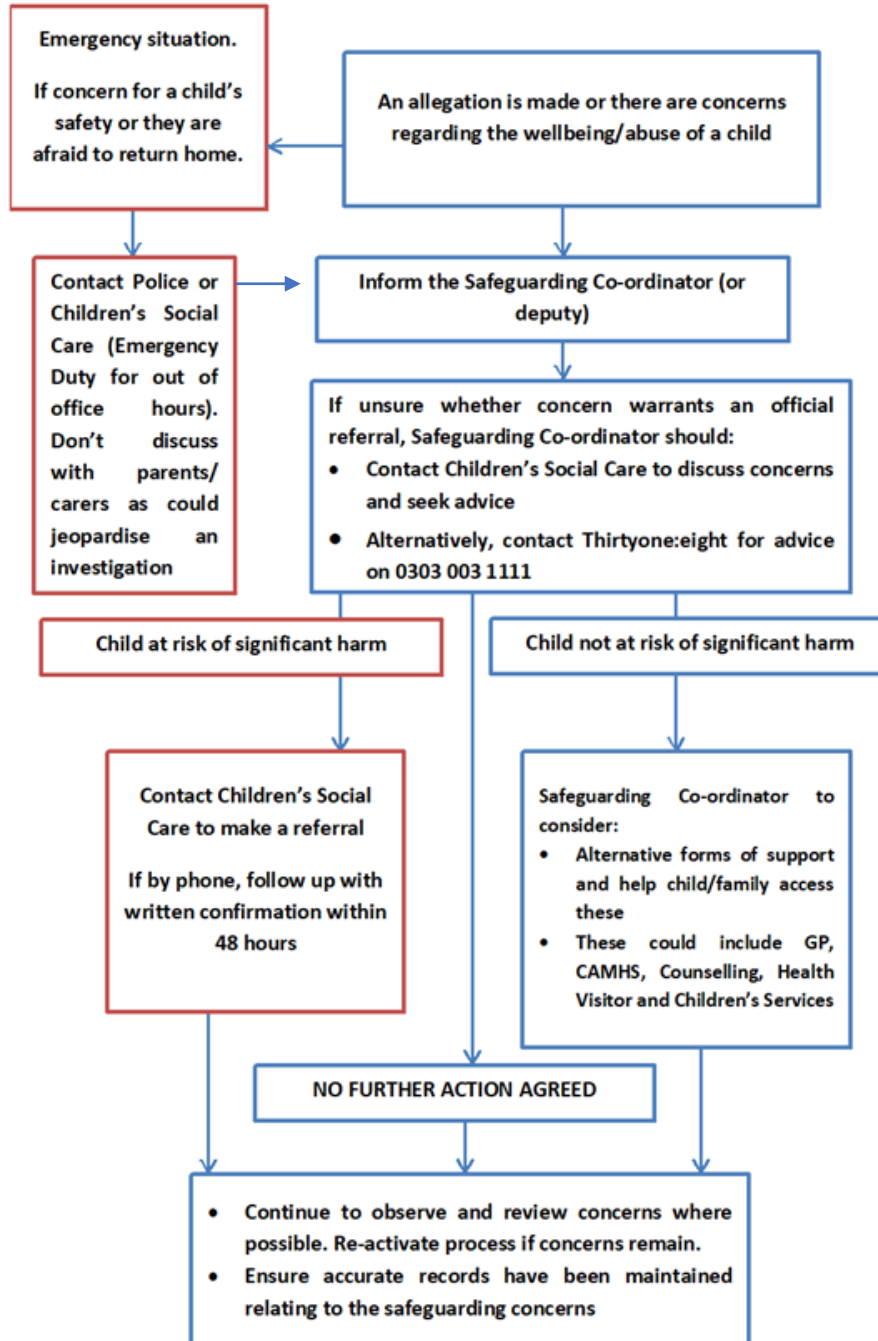 Emergency situation.
If concern for a child's
safety or they are
afraid to return home.
An allegation is made or there are concerns
regarding the wellbeing/abuse of a child
Contact Police or
Children's Social
Care (Emergency
Duty for out of
office hours).
Don't discuss
with parents/
carers as could
jeopardise an
investigation
Inform the Safeguarding Co-ordinator (or
deputy)
If unsure whether concern warrants an official
referral, Safeguarding Co-ordinator should:
• Contact Children's Social Care to discuss concerns
and seek advice
• Alternatively, contact Thirtyone:eight for advice
on 0303 003 1111
Child at risk of significant harm
Child not at risk of significant harm
Contact Children's Social
Care to make a referral
If by phone, follow up with
written confirmation within
48 hours
Safeguarding Co-ordinator to
consider:
• Alternative forms of support
and help child/family access
these
• These could include GP,
CAMHS, Counselling, Health
Visitor and Children's Services
NO FURTHER ACTION AGREED
• Continue to observe and review concerns where
possible. Re-activate process if concerns remain.
• Ensure accurate records have been maintained
relating to the safeguarding concerns